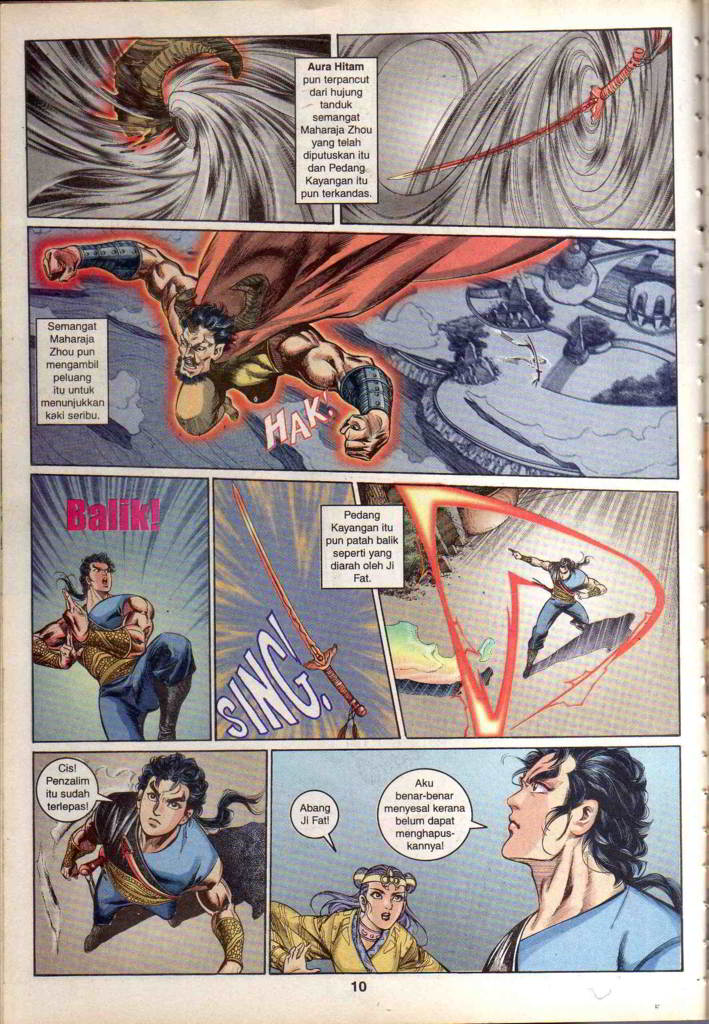 Aura Hitam
pun terpancut
dari hujung
tanduk
semangat
Maharaja Zhou
yang telah
diputuskan itu
dan Pedang
Kayangan itu
pun terkandas.
Semangat
Maharaja
Zhou pun
mengambil
peluang
itu untuk
menunjukkan
kaki seribu.
HAK!
Balik!
SING!
Pedang
Kayangan itu
pun patah balik
seperti yang
diarah oleh Ji
Fat.
Cis!
Penzalim
itu sudah
terlepas!
Abang
Ji Fat!
Aku
benar-benar
menyesal kerana
belum dapat
menghapus-
kannya!
10